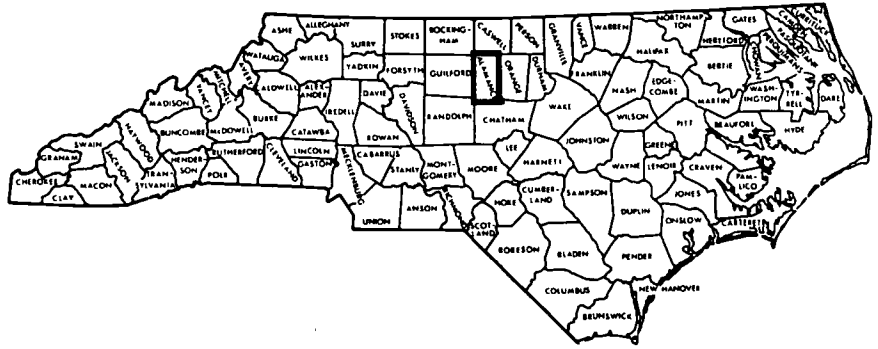 ASHE
ALLEGHANY
SURRY
STOKES
ROCKING-
HAM
CASWELL
PERSON
GRANVILLE
VANCE
WARREN
NORTHAMP
TON
GATES
HERTFORD
HALIFAX
WATAUGA
WILKES
YADKIN
FORSYTH
GUILFORD
ALAMANCE
ORANGE
DURHAM
FRANKLIN
NASH
EDGE-
COMBE
BERTIE
MARTIN
WASH-
INGTON
TYR-
RELL
DARE
MADISON
YANCEY
MITCHELL
AVERY
CALDWELL
ALEX-
ANDER
IREDELL
DAVIE
DAVIDSON
RANDOLPH
CHATHAM
WAKE
WILSON
PITT
BEAUFORT
HYDE
SWAIN
HAYWOOD
BUNCOMBE
McDOWELL
BURKE
CATAWBA
ROWAN
LEE
JOHNSTON
GREENE
GRAHAM
JACKSON
HENDER-
SON
RUTHERFORD
CLEVELAND
LINCOLN
GASTON
MECKLENBURG
CABARRUS
STANLY
MONT-
GOMERY
MOORE
HARNETT
WAYNE
LENOIR
CRAVEN
PAM-
LICO
CHEROKEE
CLAY
MACON
TRAN-
SYLVANIA
POLK
UNION
ANSON
RICHMOND
HOKE
SCOT-
LAND
CUMBER-
LAND
SAMPSON
DUPLIN
JONES
ONSLOW
CARTERET
ROBESON
BLADEN
PENDER
COLUMBUS
NEW HANOVER
BRUNSWICK